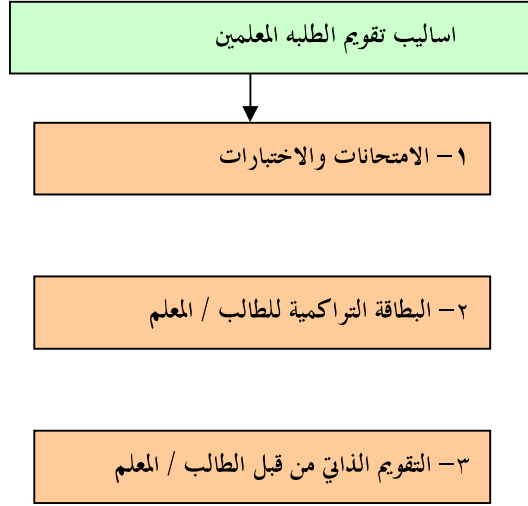 اساليب تقويم الطلبه المعلمين
١– الامتحانات والاختبارات
٢– البطاقة التراكمية للطالب / المعلم
٣– التقويم الذاتي من قبل الطالب / المعلم